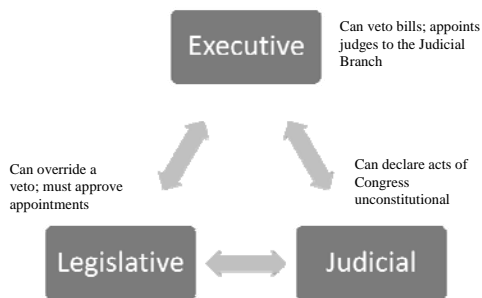 Executive
Can veto bills; appoints
judges to the Judicial
Branch
Can override a
veto; must approve
appointments
Can declare acts of
Congress
unconstitutional
Legislative
Judicial